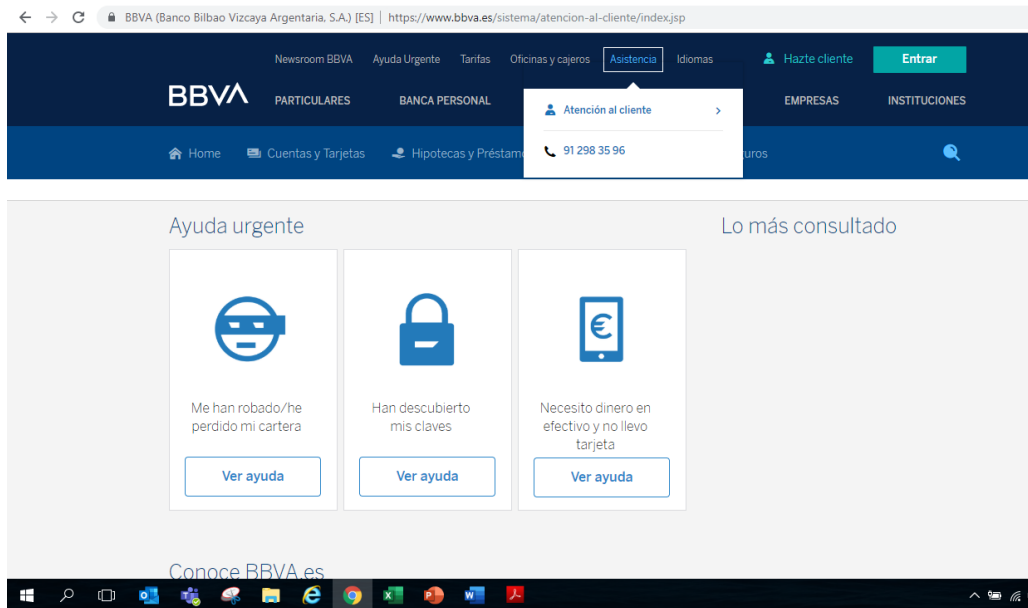 BBVA (Banco Bilbao Vizcaya Argentaria, S.A.) [ES] | https://www.bbva.es/sistema/atencion-al-cliente/index.jsp
Newsroom BBVA Ayuda Urgente Tarifas Oficinas y cajeros Asistencia Idiomas Hazte cliente Entrar
BBVA PARTICULARES BANCA PERSONAL EMPRESAS INSTITUCIONES
Atención al cliente
Home Cuentas y Tarjetas Hipotecas y Préstamo 91 298 35 96 uros
Ayuda urgente Lo más consultado
Me han robado/he
perdido mi cartera
Ver ayuda
Han descubierto
mis claves
Ver ayuda
Necesito dinero en
efectivo y no llevo
tarjeta
Ver ayuda
Conoce BBVA.es